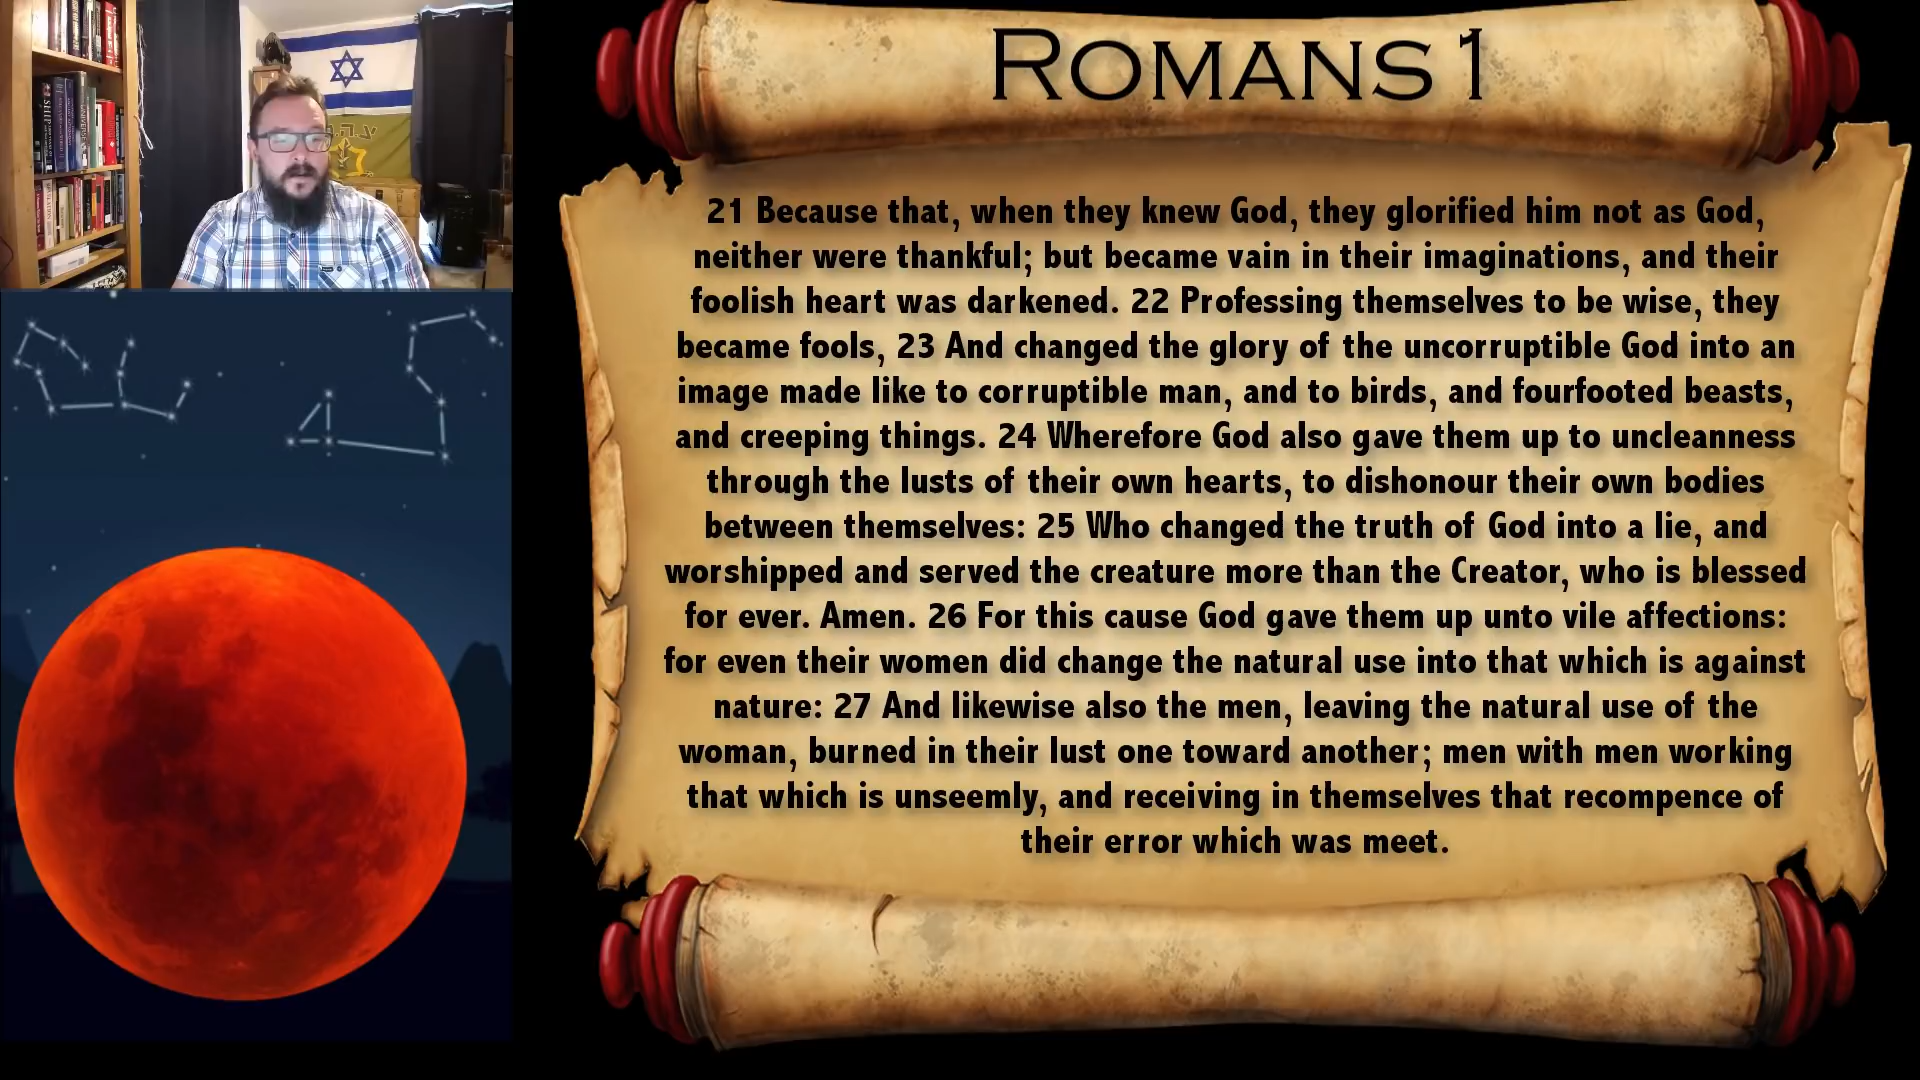 Romans 1
21 Because that, when they knew God, they glorified him not as God,
neither were thankful; but became vain in their imaginations, and their
foolish heart was darkened. 22 Professing themselves to be wise, they
became fools, 23 And changed the glory of the uncorruptible God into an
image made like to corruptible man, and to birds, and fourfooted beasts,
and creeping things. 24 Wherefore God also gave them up to uncleanness
through the lusts of their own hearts, to dishonour their own bodies
between themselves: 25 Who changed the truth of God into a lie, and
worshipped and served the creature more than the Creator, who is blessed
for ever. Amen. 26 For this cause God gave them up unto vile affections:
for even their women did change the natural use into that which is against
nature: 27 And likewise also the men, leaving the natural use of the
woman, burned in their lust one toward another; men with men working
that which is unseemly, and receiving in themselves that recompence of
their error which was meet.